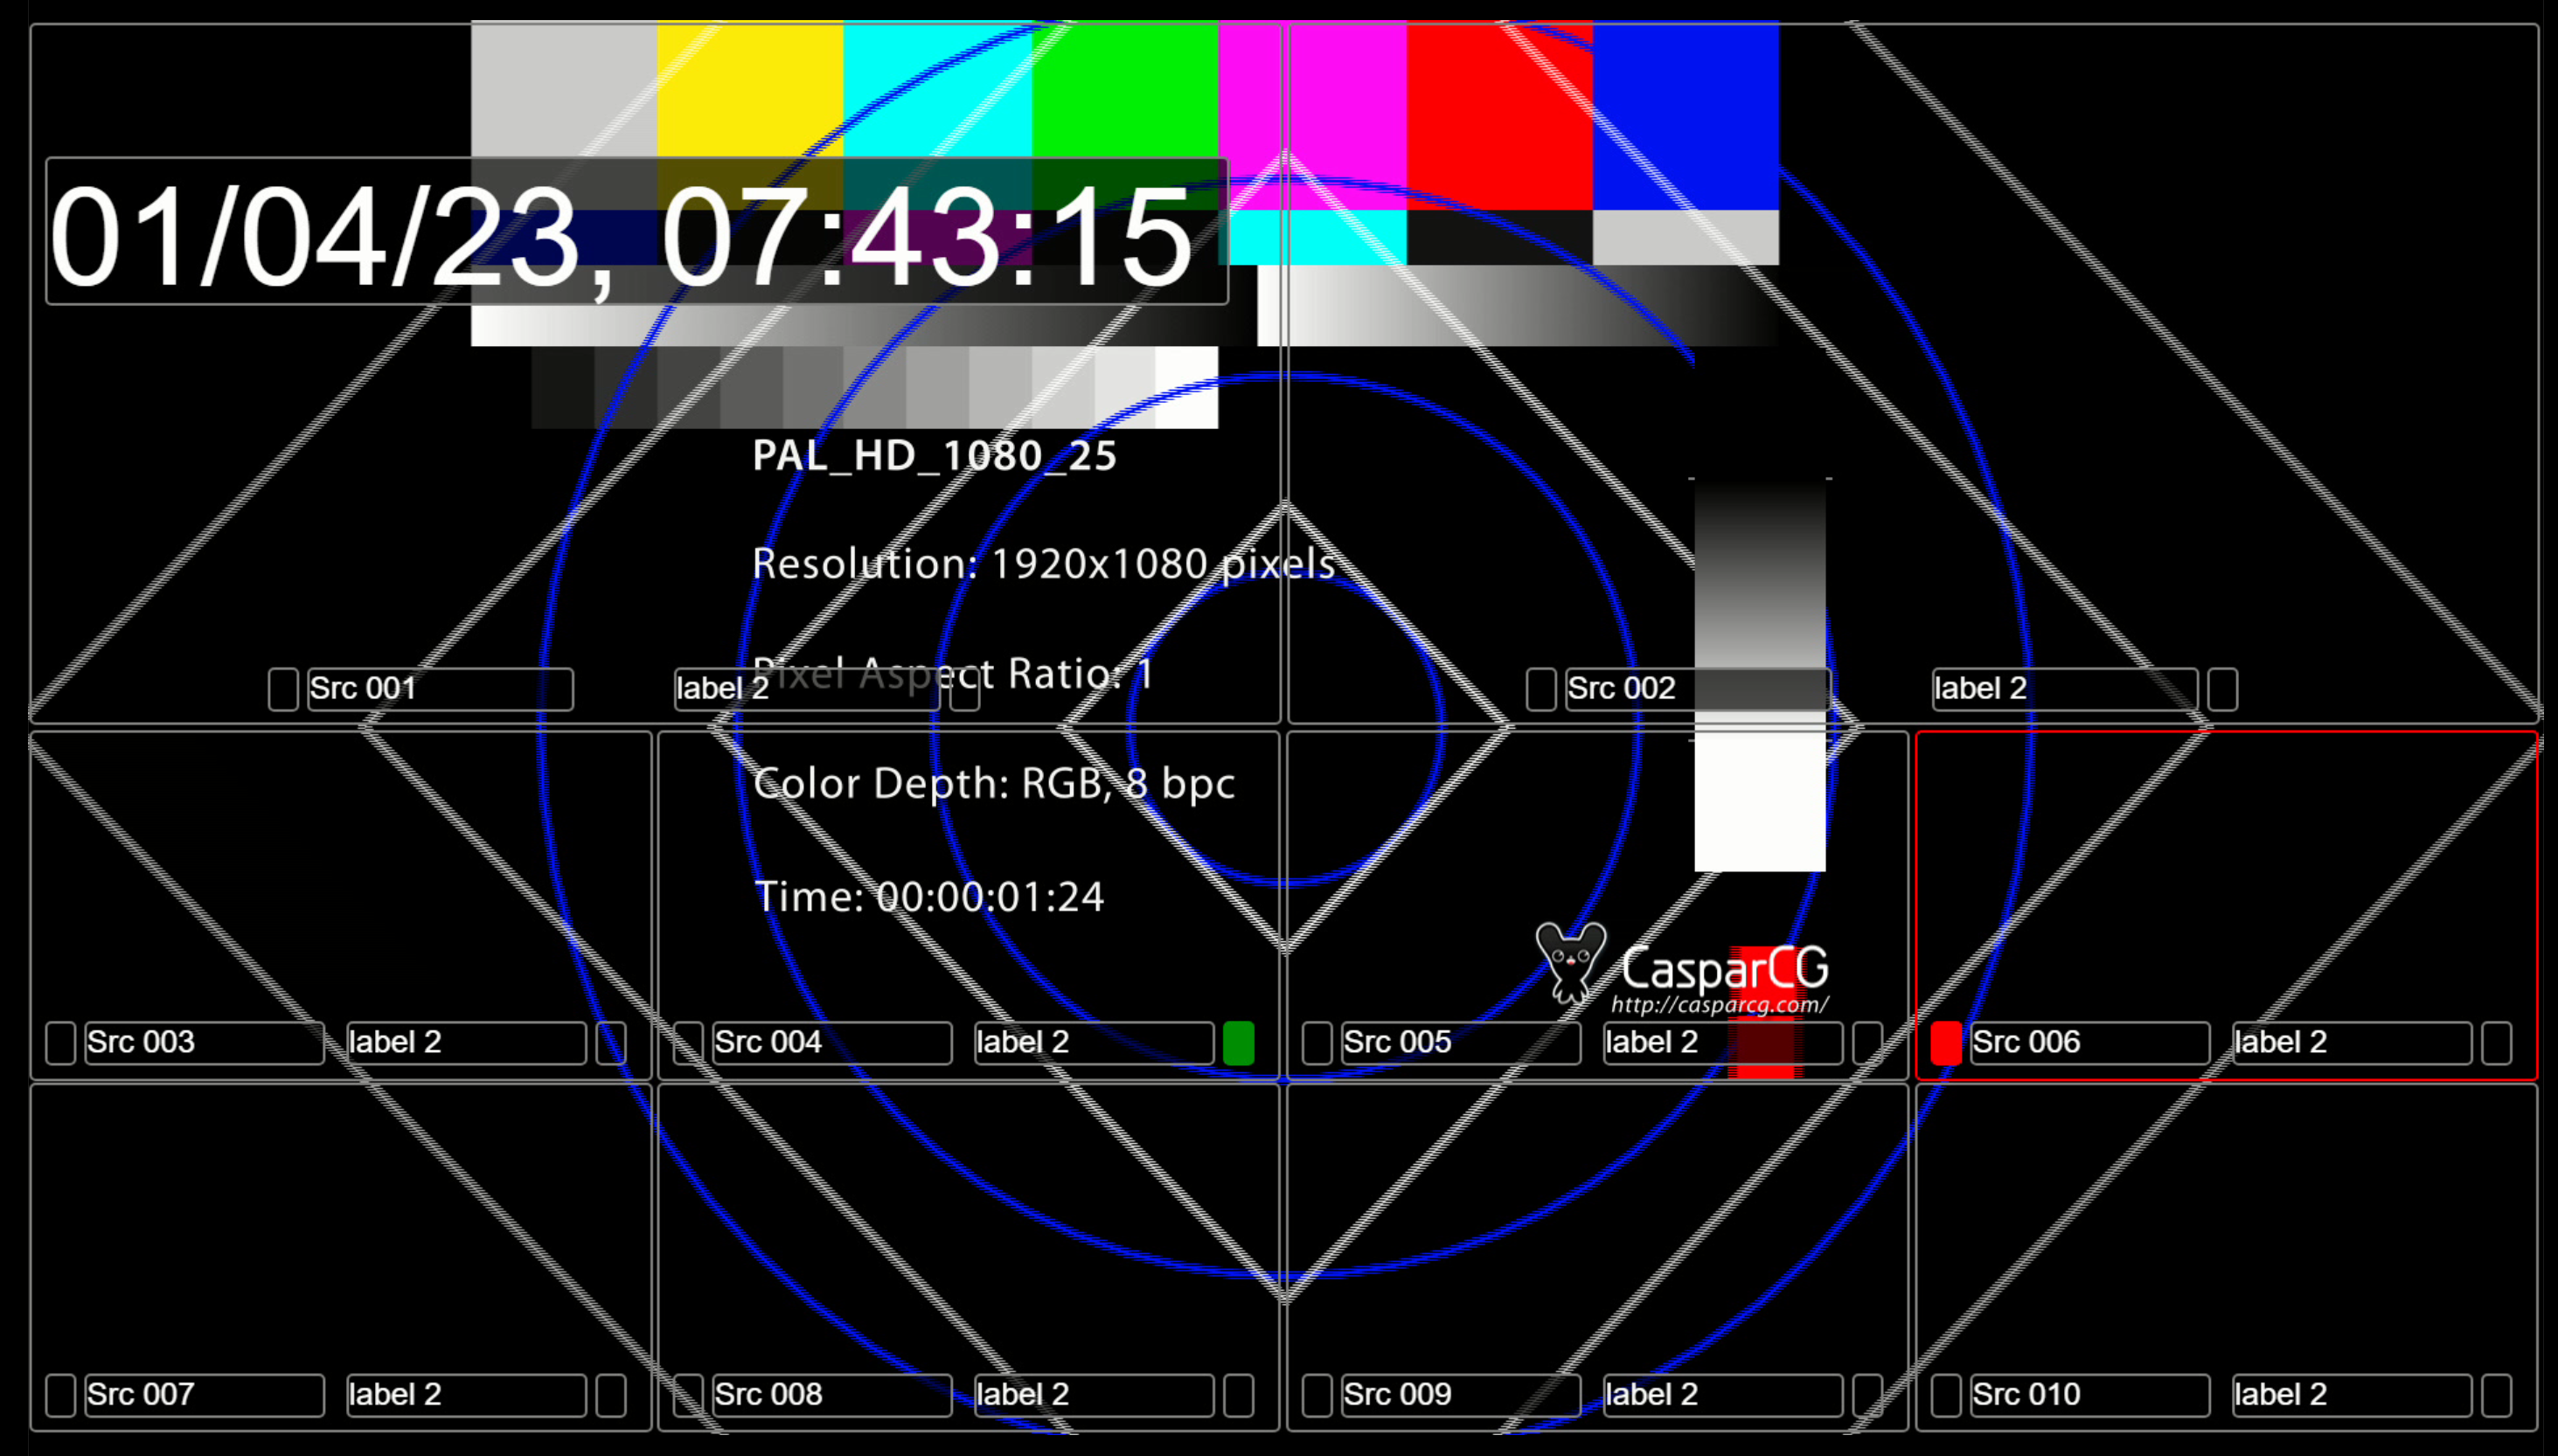 01/04/23, 07:43:15
PAL_HD_1080_25
Resolution: 1920x1080 pixels
Pixel Aspect Ratio: 1
Src 001
label 2
Src 002
label 2
Color Depth: RGB, 8 bpc
Time: 00:00:01:24
CasparCG
http://casparcg.com/
Src 003
label 2
Src 004
label 2
Src 005
label 2
Src 006
label 2
Src 007
label 2
Src 008
label 2
Src 009
label 2
Src 010
label 2